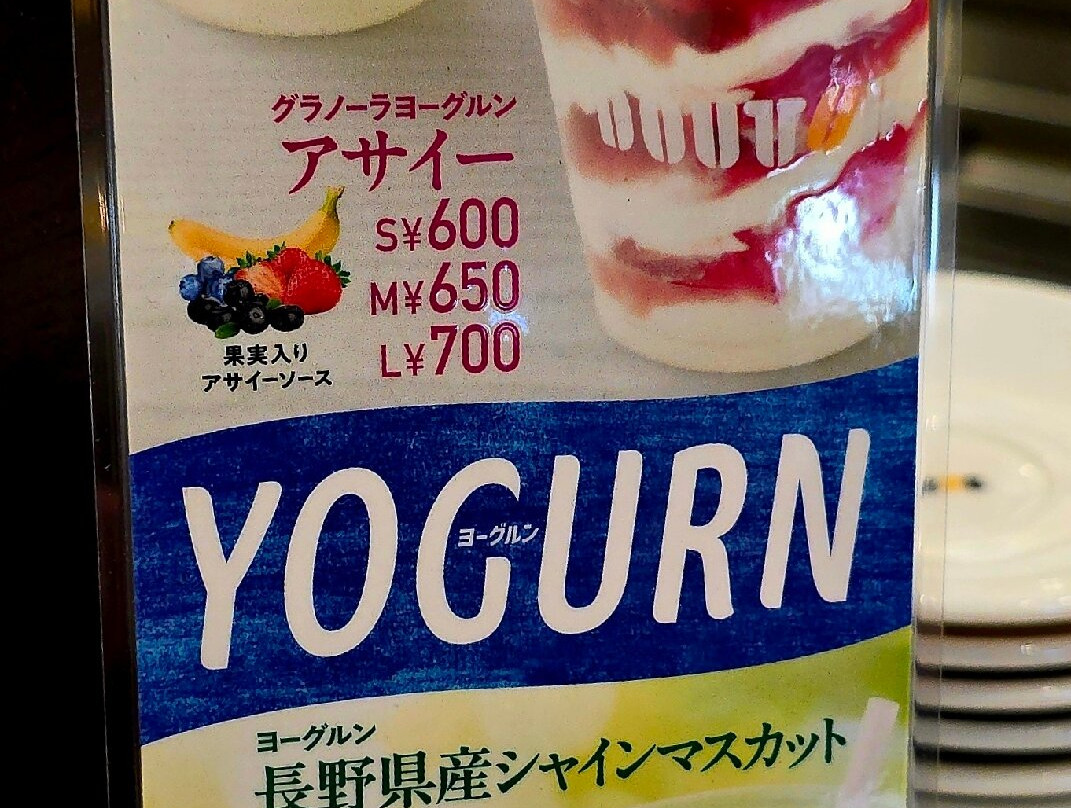 グラノーラヨーグルン
アサイー
S¥600
M¥650
L¥700
果実入り
アサイーソース
YOGURN
ヨーグルン
ヨーグルン
長野県産シャインマスカット